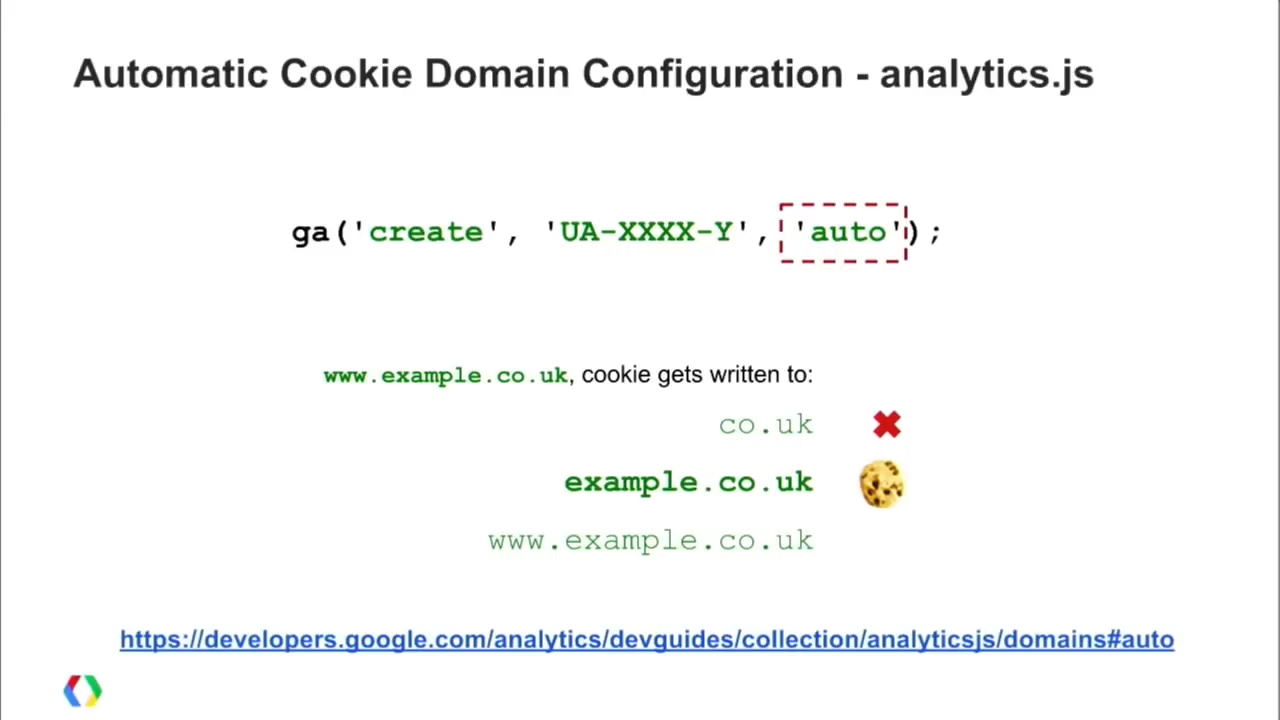 Automatic Cookie Domain Configuration - analytics.js
ga('create', 'UA-XXXX-Y', 'auto');
www.example.co.uk, cookie gets written to:
co.uk
example.co.uk
www.example.co.uk
https://developers.google.com/analytics/devguides/collection/analyticsjs/domains#auto